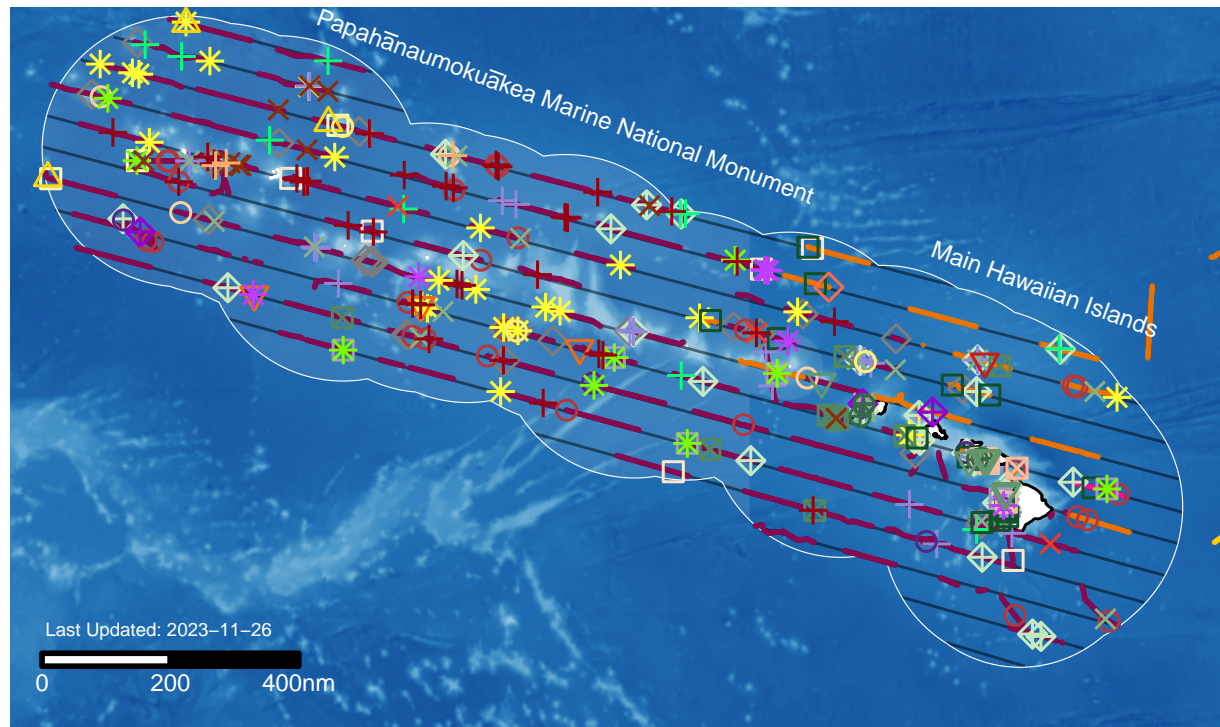 Papahānaumokuākea Marine National Monument
Main Hawaiian Islands
Last Updated: 2023−11−26
0 200 400nm